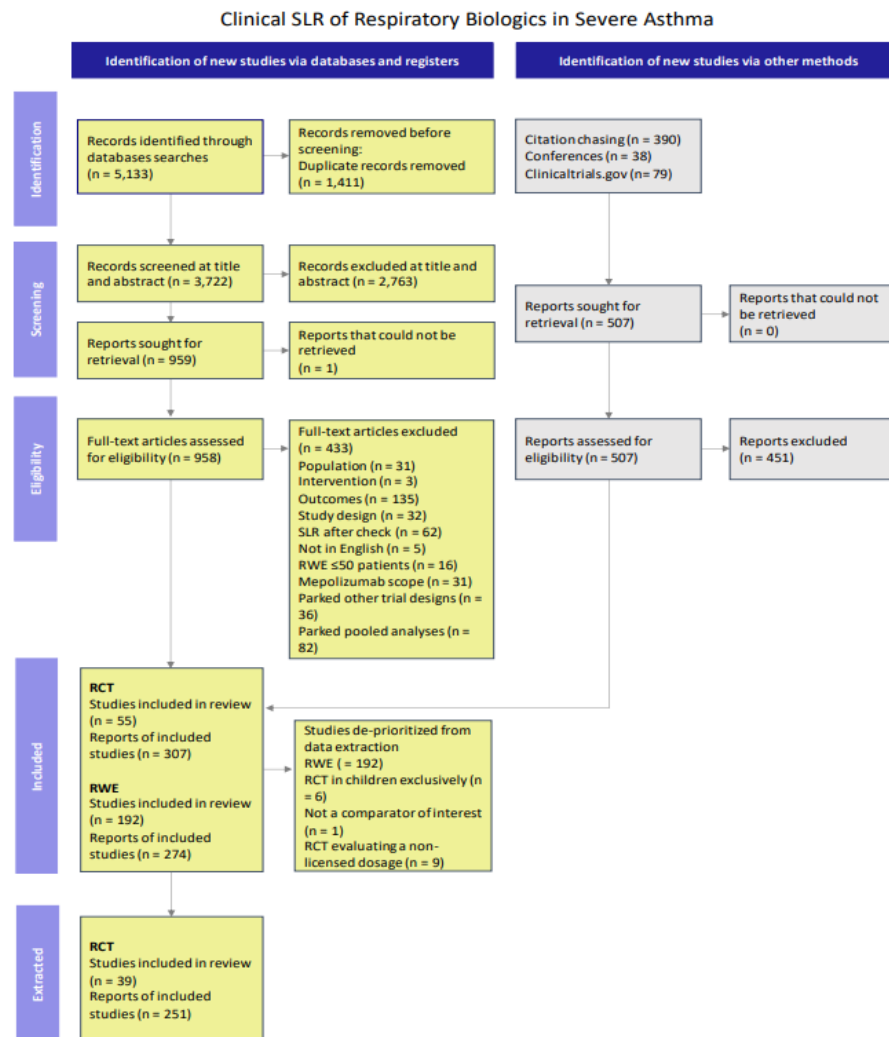 Clinical SLR of Respiratory Biologics in Severe Asthma
Identification of new studies via databases and registers
Identification of new studies via other methods
Identification
Records identified through
databases searches
(n = 5,133)
Records removed before
screening:
Duplicate records removed
(n = 1,411)
Citation chasing (n = 390)
Conferences (n = 38)
Clinicaltrials.gov (n= 79)
Screening
Records screened at title
and abstract (n = 3,722)
Records excluded at title and
abstract (n = 2,763)
Reports sought for
retrieval (n = 959)
Reports that could not be
retrieved
(n = 1)
Reports sought for
retrieval (n = 507)
Reports that could not
be retrieved
(n = 0)
Eligibility
Full-text articles assessed
for eligibility (n = 958)
Full-text articles excluded
(n = 433)
Population (n = 31)
Intervention (n = 3)
Outcomes (n = 135)
Study design (n = 32)
SLR after check (n = 62)
Not in English (n = 5)
RWE ≤50 patients (n = 16)
Mepolizumab scope (n = 31)
Parked other trial designs (n =
36)
Parked pooled analyses (n =
82)
Reports assessed for
eligibility (n = 507)
Reports excluded
(n = 451)
Included
RCT
Studies included in review
(n = 55)
Reports of included
studies (n = 307)
RWE
Studies included in review
(n = 192)
Reports of included
studies (n = 274)
Studies de-prioritized from
data extraction
RWE ( = 192)
RCT in children exclusively (n
= 6)
Not a comparator of interest
(n = 1)
RCT evaluating a non-
licensed dosage (n = 9)
Extracted
RCT
Studies included in review
(n = 39)
Reports of included
studies (n = 251)